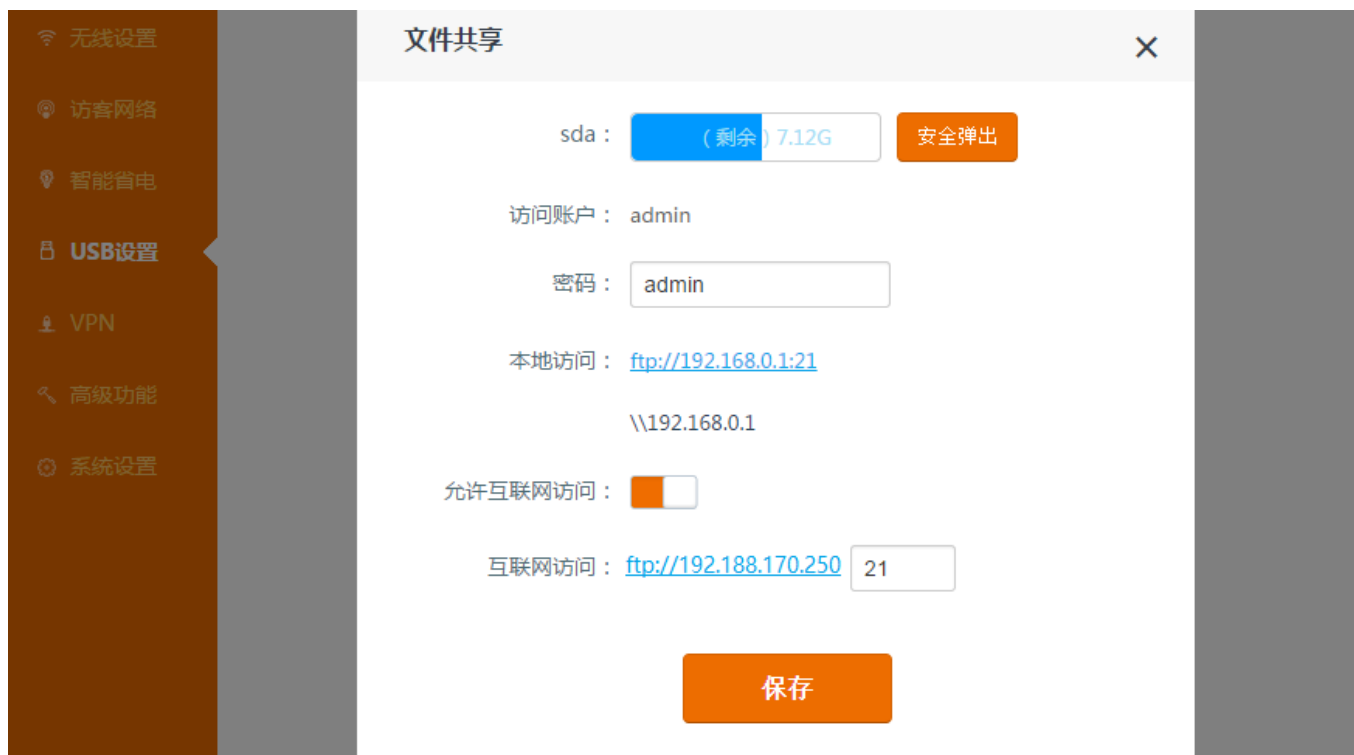 无线设置
访客网络
智能省电
USB设置
VPN
高级功能
系统设置
文件共享
sda： （剩余）7.12G 安全弹出
访问账户： admin
密码： admin
本地访问： ftp://192.168.0.1:21
\\192.168.0.1
允许互联网访问：
互联网访问： ftp://192.188.170.250 21
保存